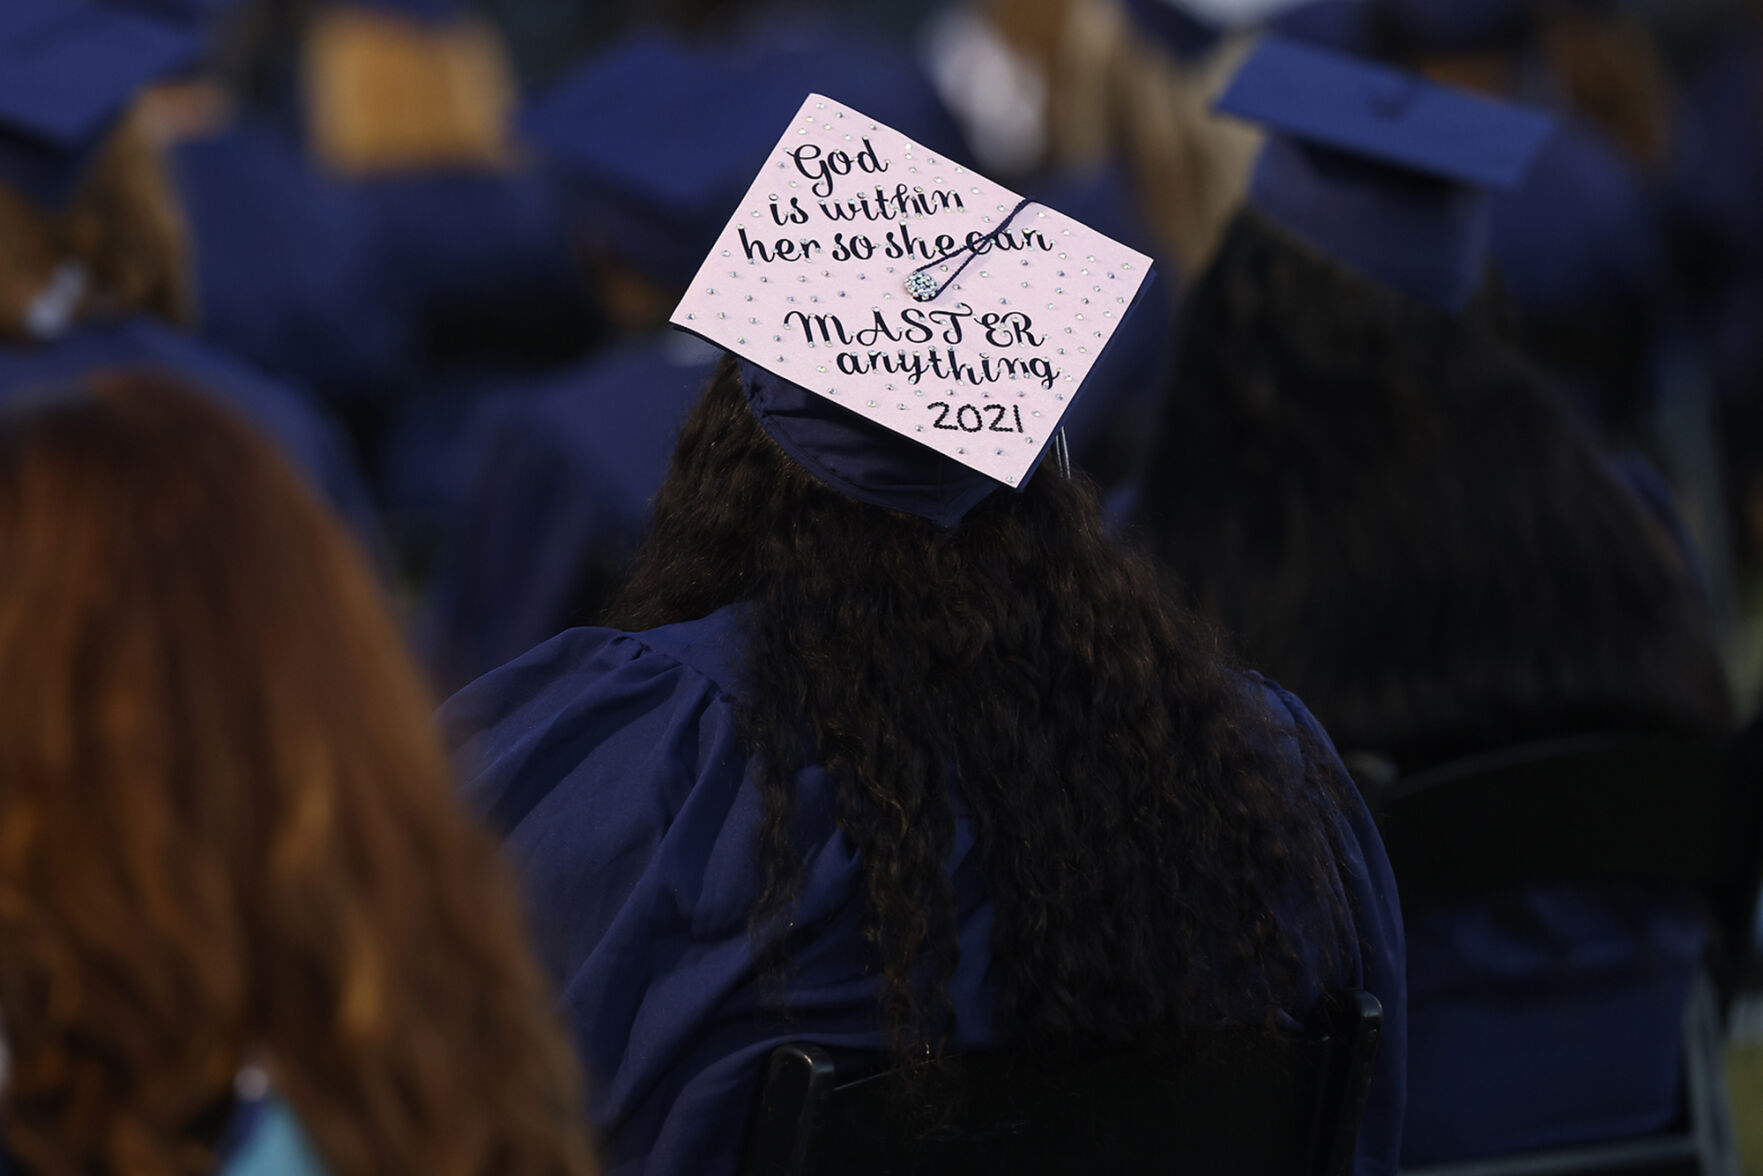 God
is within
her so she can
MASTER
anything
2021